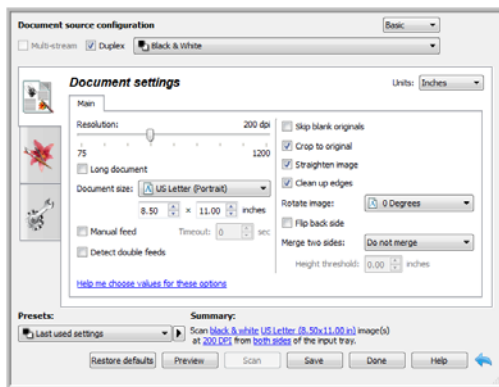 Document source configuration
Basic
Multi-stream
Duplex
Black & White
Document settings
Units:
Inches
Main
Resolution:
200 dpi
75
1200
Long document
Document size:
US Letter (Portrait)
8.50 × 11.00 inches
Manual feed
Timeout: 0 sec
Detect double feeds
Help me choose values for these options
Skip blank originals
Crop to original
Straighten image
Clean up edges
Rotate image:
0 Degrees
Flip back side
Merge two sides:
Do not merge
Height threshold: 0.00 inches
Presets:
Last used settings
Summary:
Scan black & white US Letter (8.50x11.00 in) image(s)
at 200 DPI from both sides of the input tray.
Restore defaults
Preview
Scan
Save
Done
Help